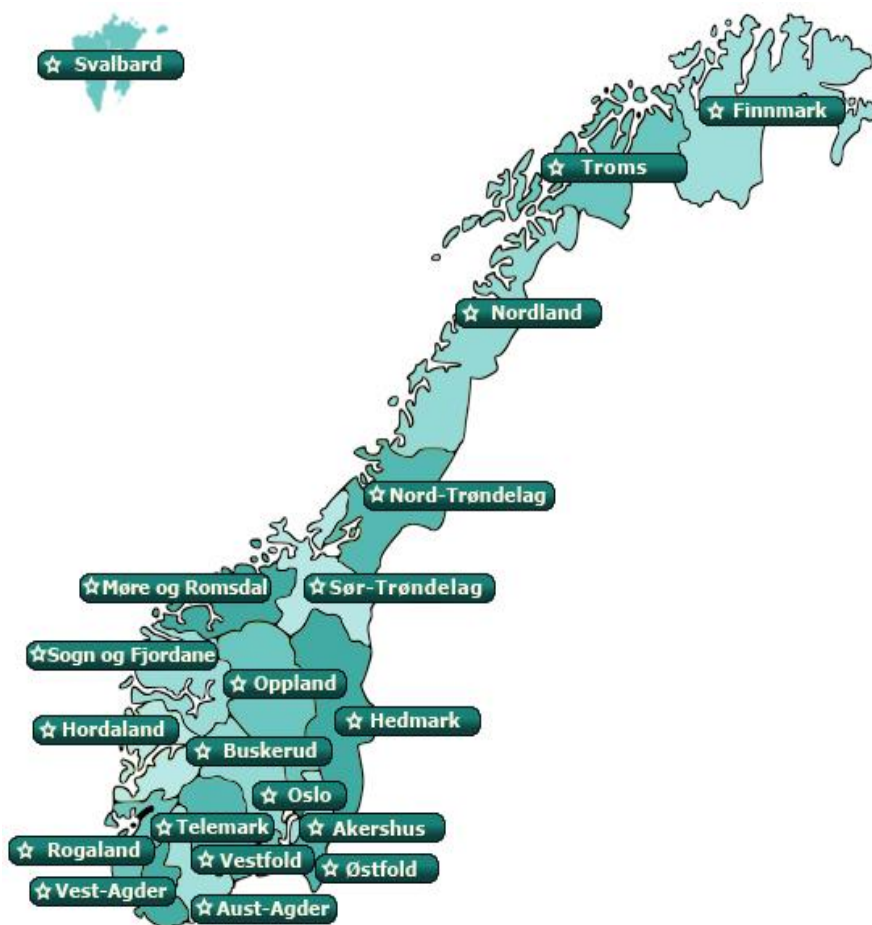 Svalbard
Finnmark
Troms
Nordland
Nord-Trøndelag
Møre og Romsdal
Sør-Trøndelag
Sogn og Fjordane
Oppland
Hedmark
Hordaland
Buskerud
Oslo
Telemark
Akershus
Rogaland
Vestfold
Østfold
Vest-Agder
Aust-Agder